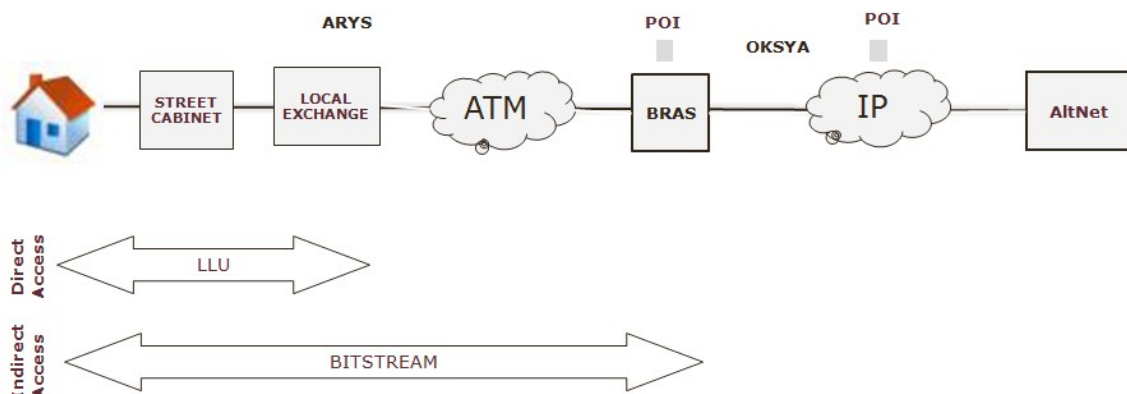 ARYS
POI
POI
OKSYA
STREET
CABINET
LOCAL
EXCHANGE
ATM
BRAS
IP
AltNet
Direct
Access
LLU
Indirect
Access
BITSTREAM